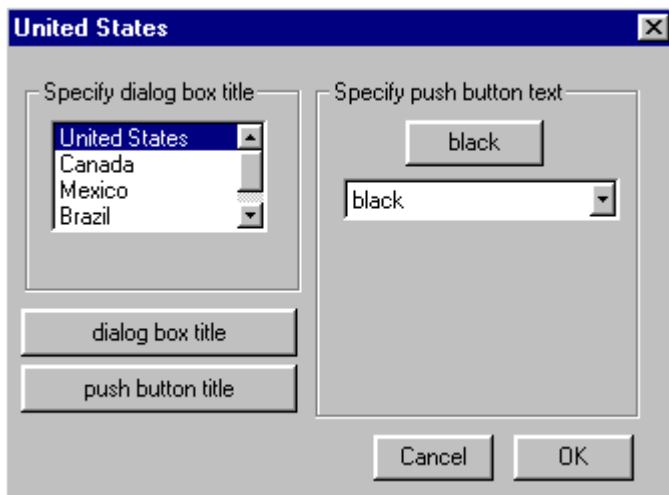 United States
Specify dialog box title
United States
Canada
Mexico
Brazil
dialog box title
push button title
Specify push button text
black
black
Cancel
OK